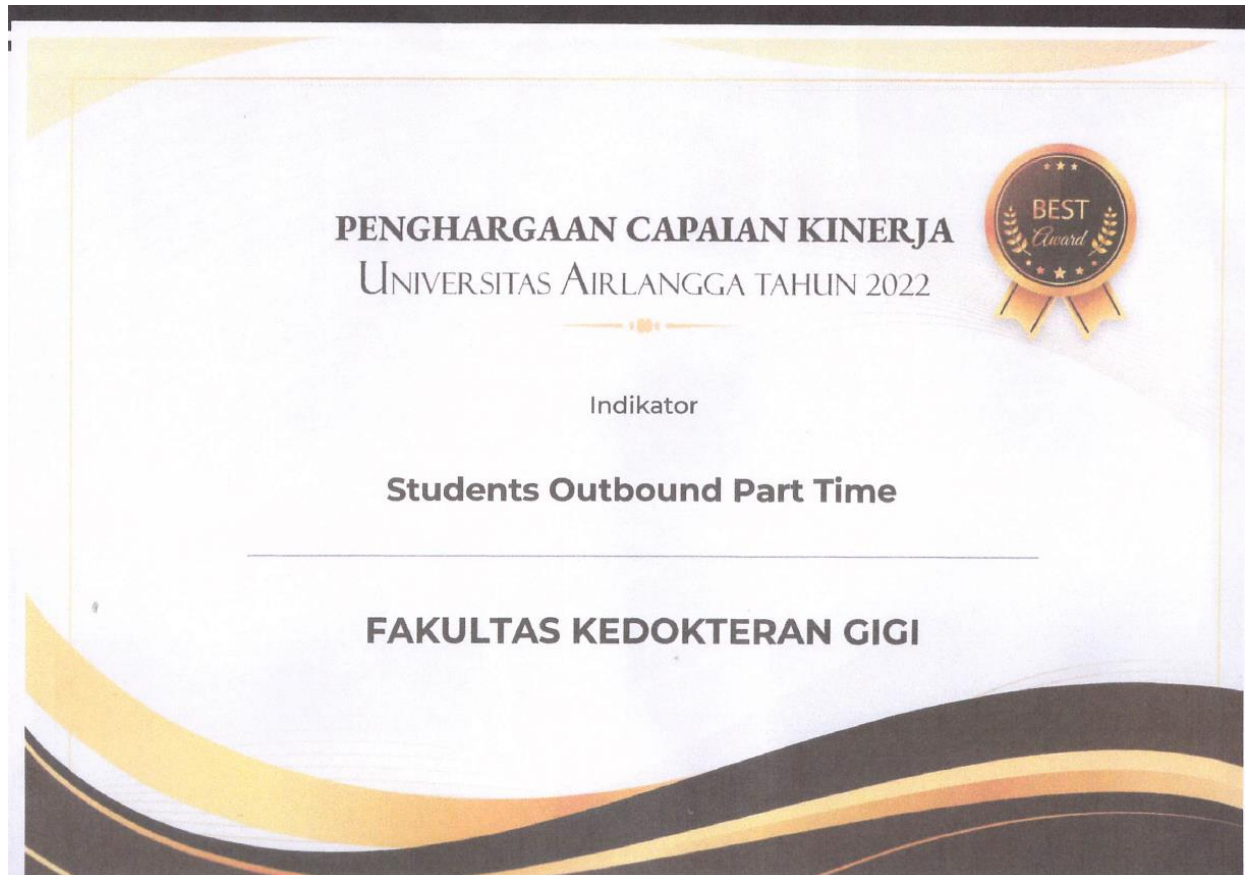 PENGHARGAAN CAPAIAN KINERJA
UNIVERSITAS AIRLANGGA TAHUN 2022
BEST
Award
Indikator
Students Outbound Part Time
FAKULTAS KEDOKTERAN GIGI